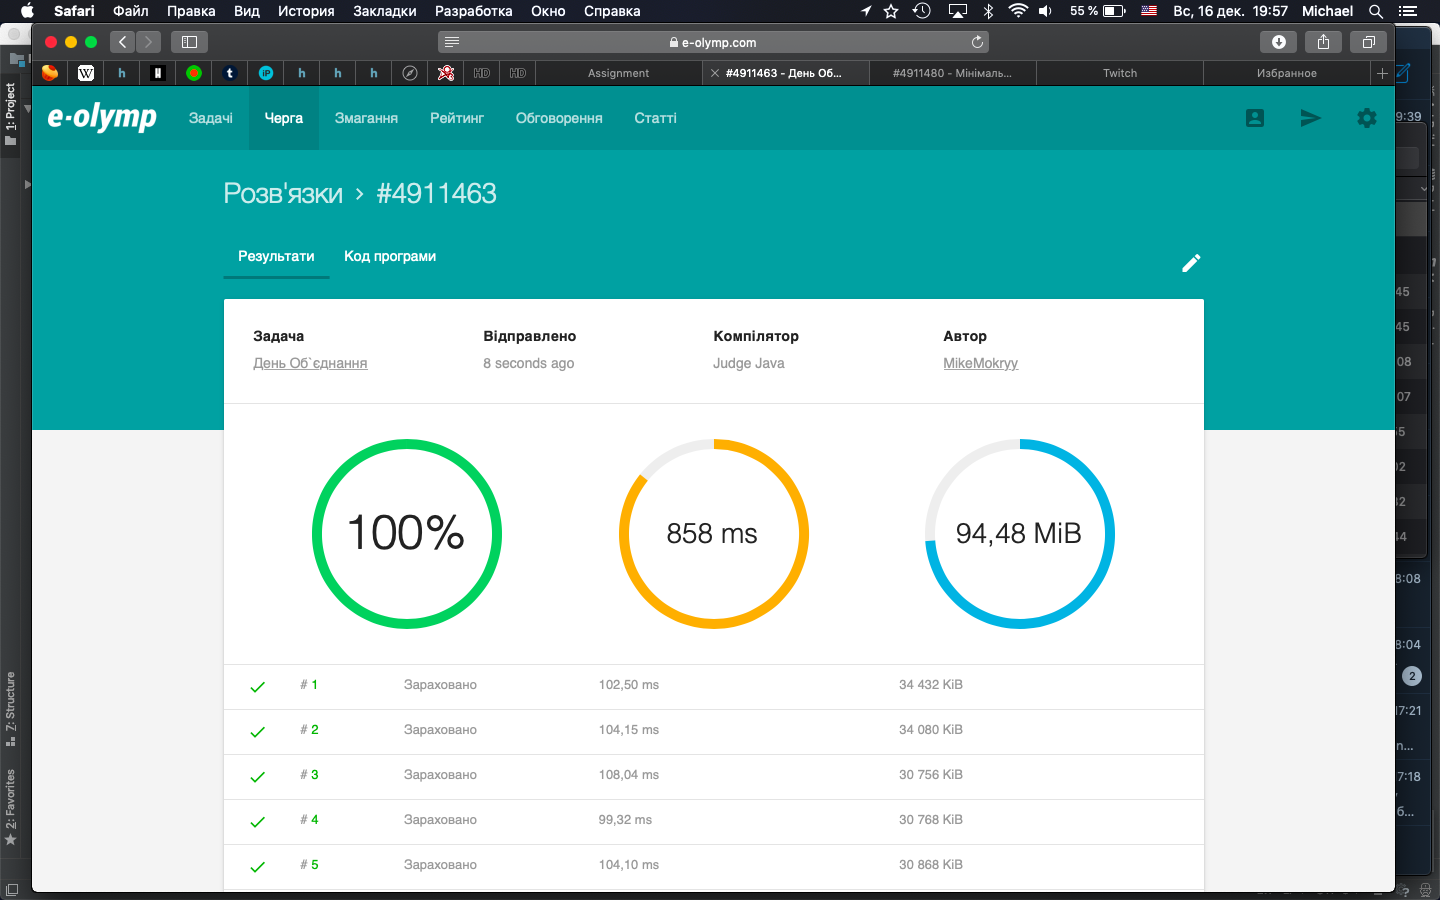 Safari Файл Правка Вид История Закладки Разработка Окно Справка 55 % Вс, 16 дек. 19:57 Michael
e-olymp.com
W h t iP h h h HD HD Assignment #4911463 - День Об... #4911480 - Мінімаль... Twitch Избранное
e-olymp Задачі Черга Змагання Рейтинг Обговорення Статті
Розв'язки > #4911463
Результати Код програми
Задача Відправлено Компілятор Автор
День Об`єднання 8 seconds ago Judge Java MikeMokryy
100% 858 ms 94,48 MiB
# 1 Зараховано 102,50 ms 34 432 KiB
# 2 Зараховано 104,15 ms 34 080 KiB
# 3 Зараховано 108,04 ms 30 756 KiB
# 4 Зараховано 99,32 ms 30 768 KiB
# 5 Зараховано 104,10 ms 30 868 KiB
1: Project
7: Structure
2: Favorites
9:39
45
45
08
07
02
44
8:08
8:04
2
17:21
n...
7:18
б...